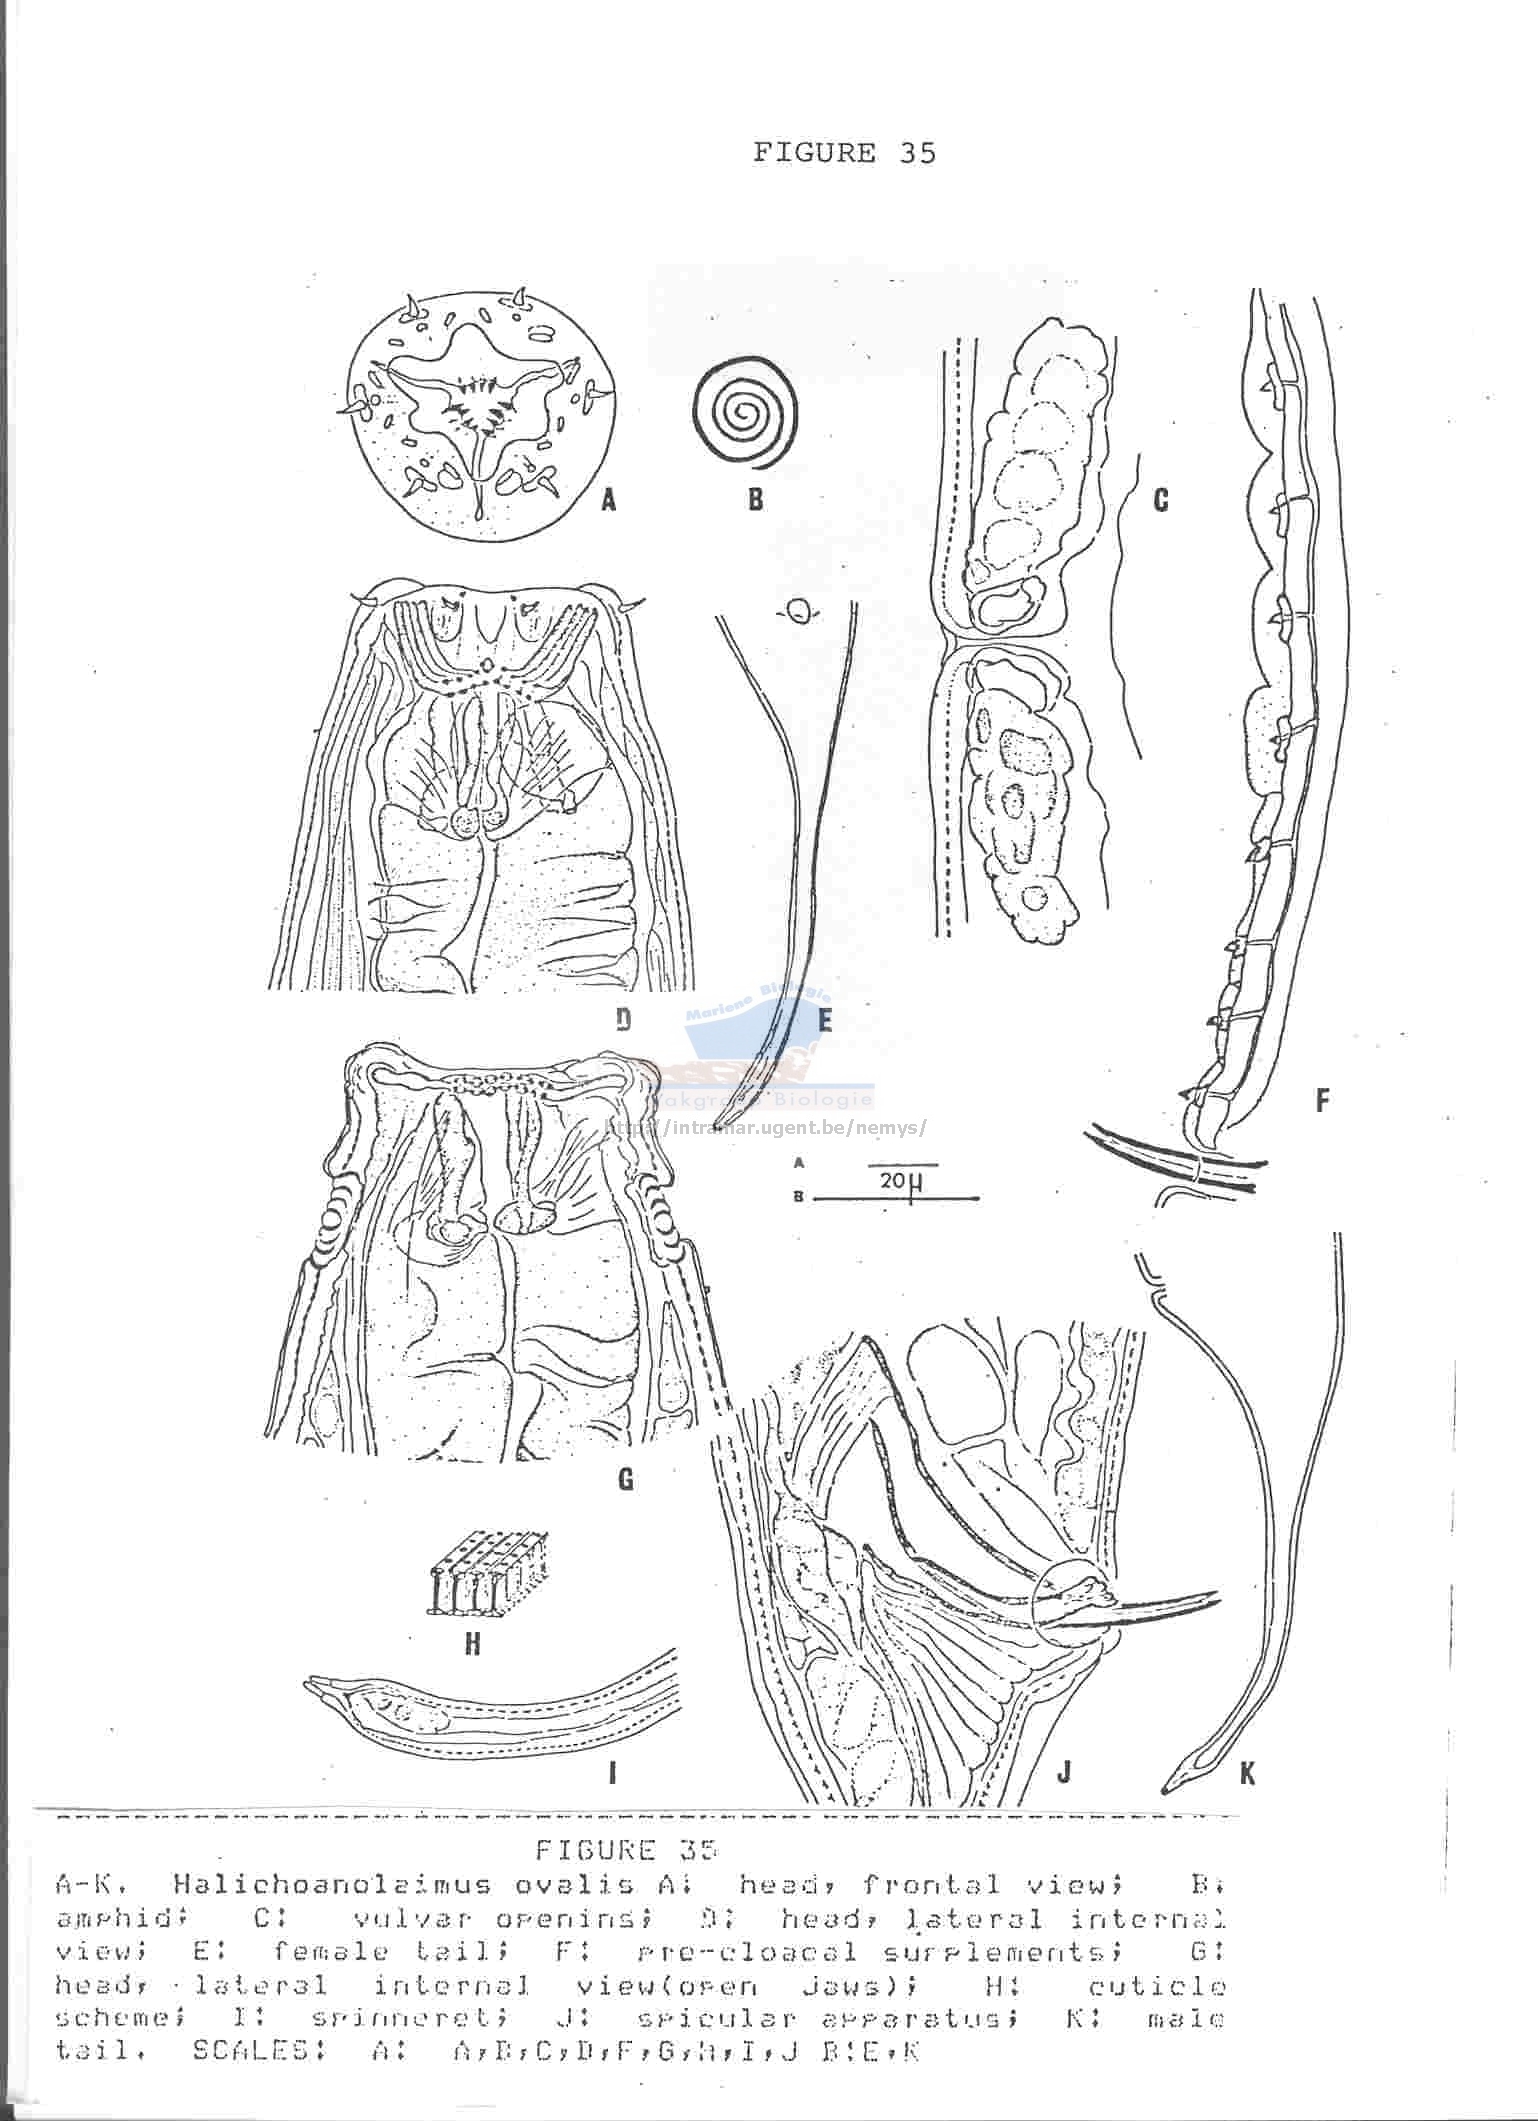 FIGURE 35
A
B
C
D
E
F
Mariene Biologie
Vakgroep Biologie
http://intramar.ugent.be/nemys/
A
20µ
B
G
H
I
J
K
FIGURE 35
A-K. Halichoanolaimus ovalis A: head, frontal view; B:
amphid; C: vulvar opening; D: head, lateral internal
view; E: female tail; F: pre-cloacal supplements; G:
head, lateral internal view(open jaws); H: cuticle
scheme; I: spinneret; J: spicular apparatus; K: male
tail. SCALES: A: A,B,C,D,F,G,H,I,J B:E,K